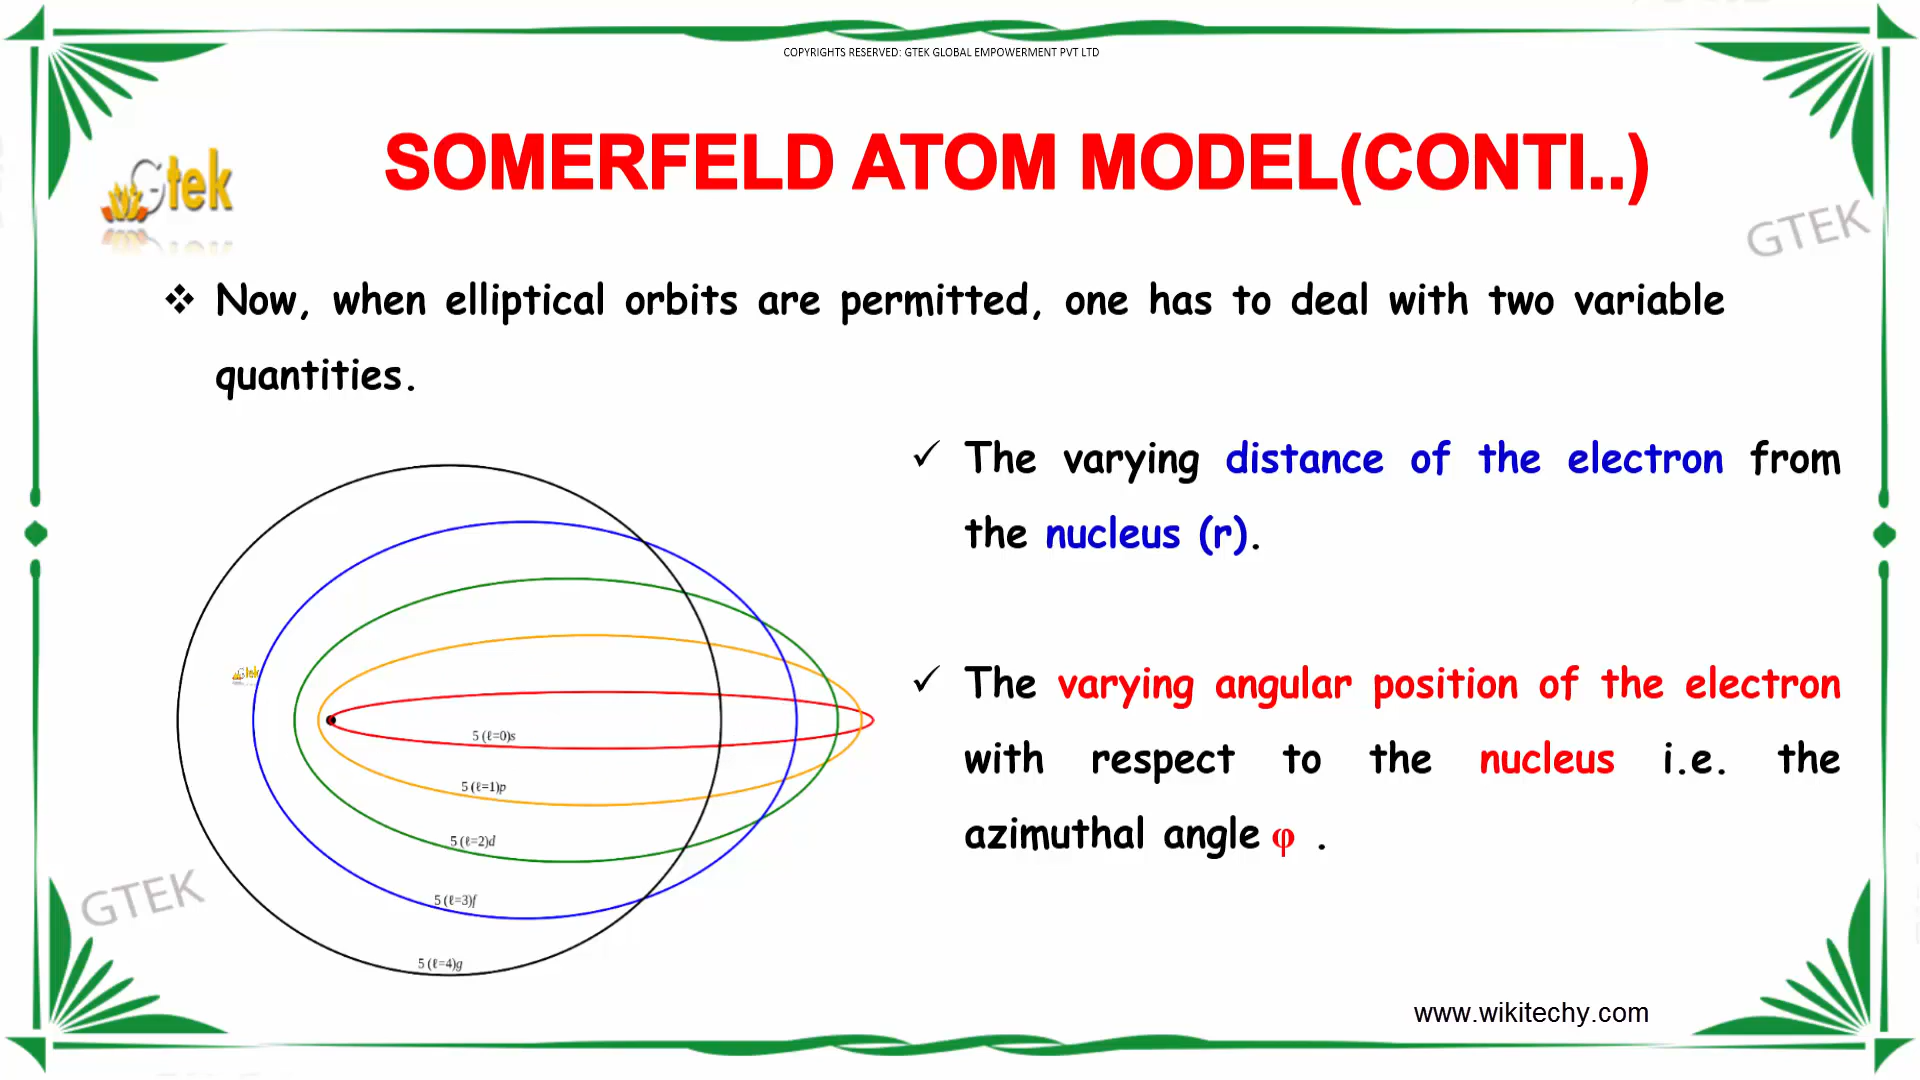 COPYRIGHTS RESERVED: GTEK GLOBAL EMPOWERMENT PVT LTD
Gtek
SOMERFELD ATOM MODEL(CONTI..)
GTEK
❖ Now, when elliptical orbits are permitted, one has to deal with two variable
quantities.
✓ The varying distance of the electron from
the nucleus (r).
✓ The varying angular position of the electron
with respect to the nucleus i.e. the
azimuthal angle φ .
Gtek
5 (ℓ=0)s
5 (ℓ=1)p
5 (ℓ=2)d
5 (ℓ=3)f
5 (ℓ=4)g
GTEK
www.wikitechy.com